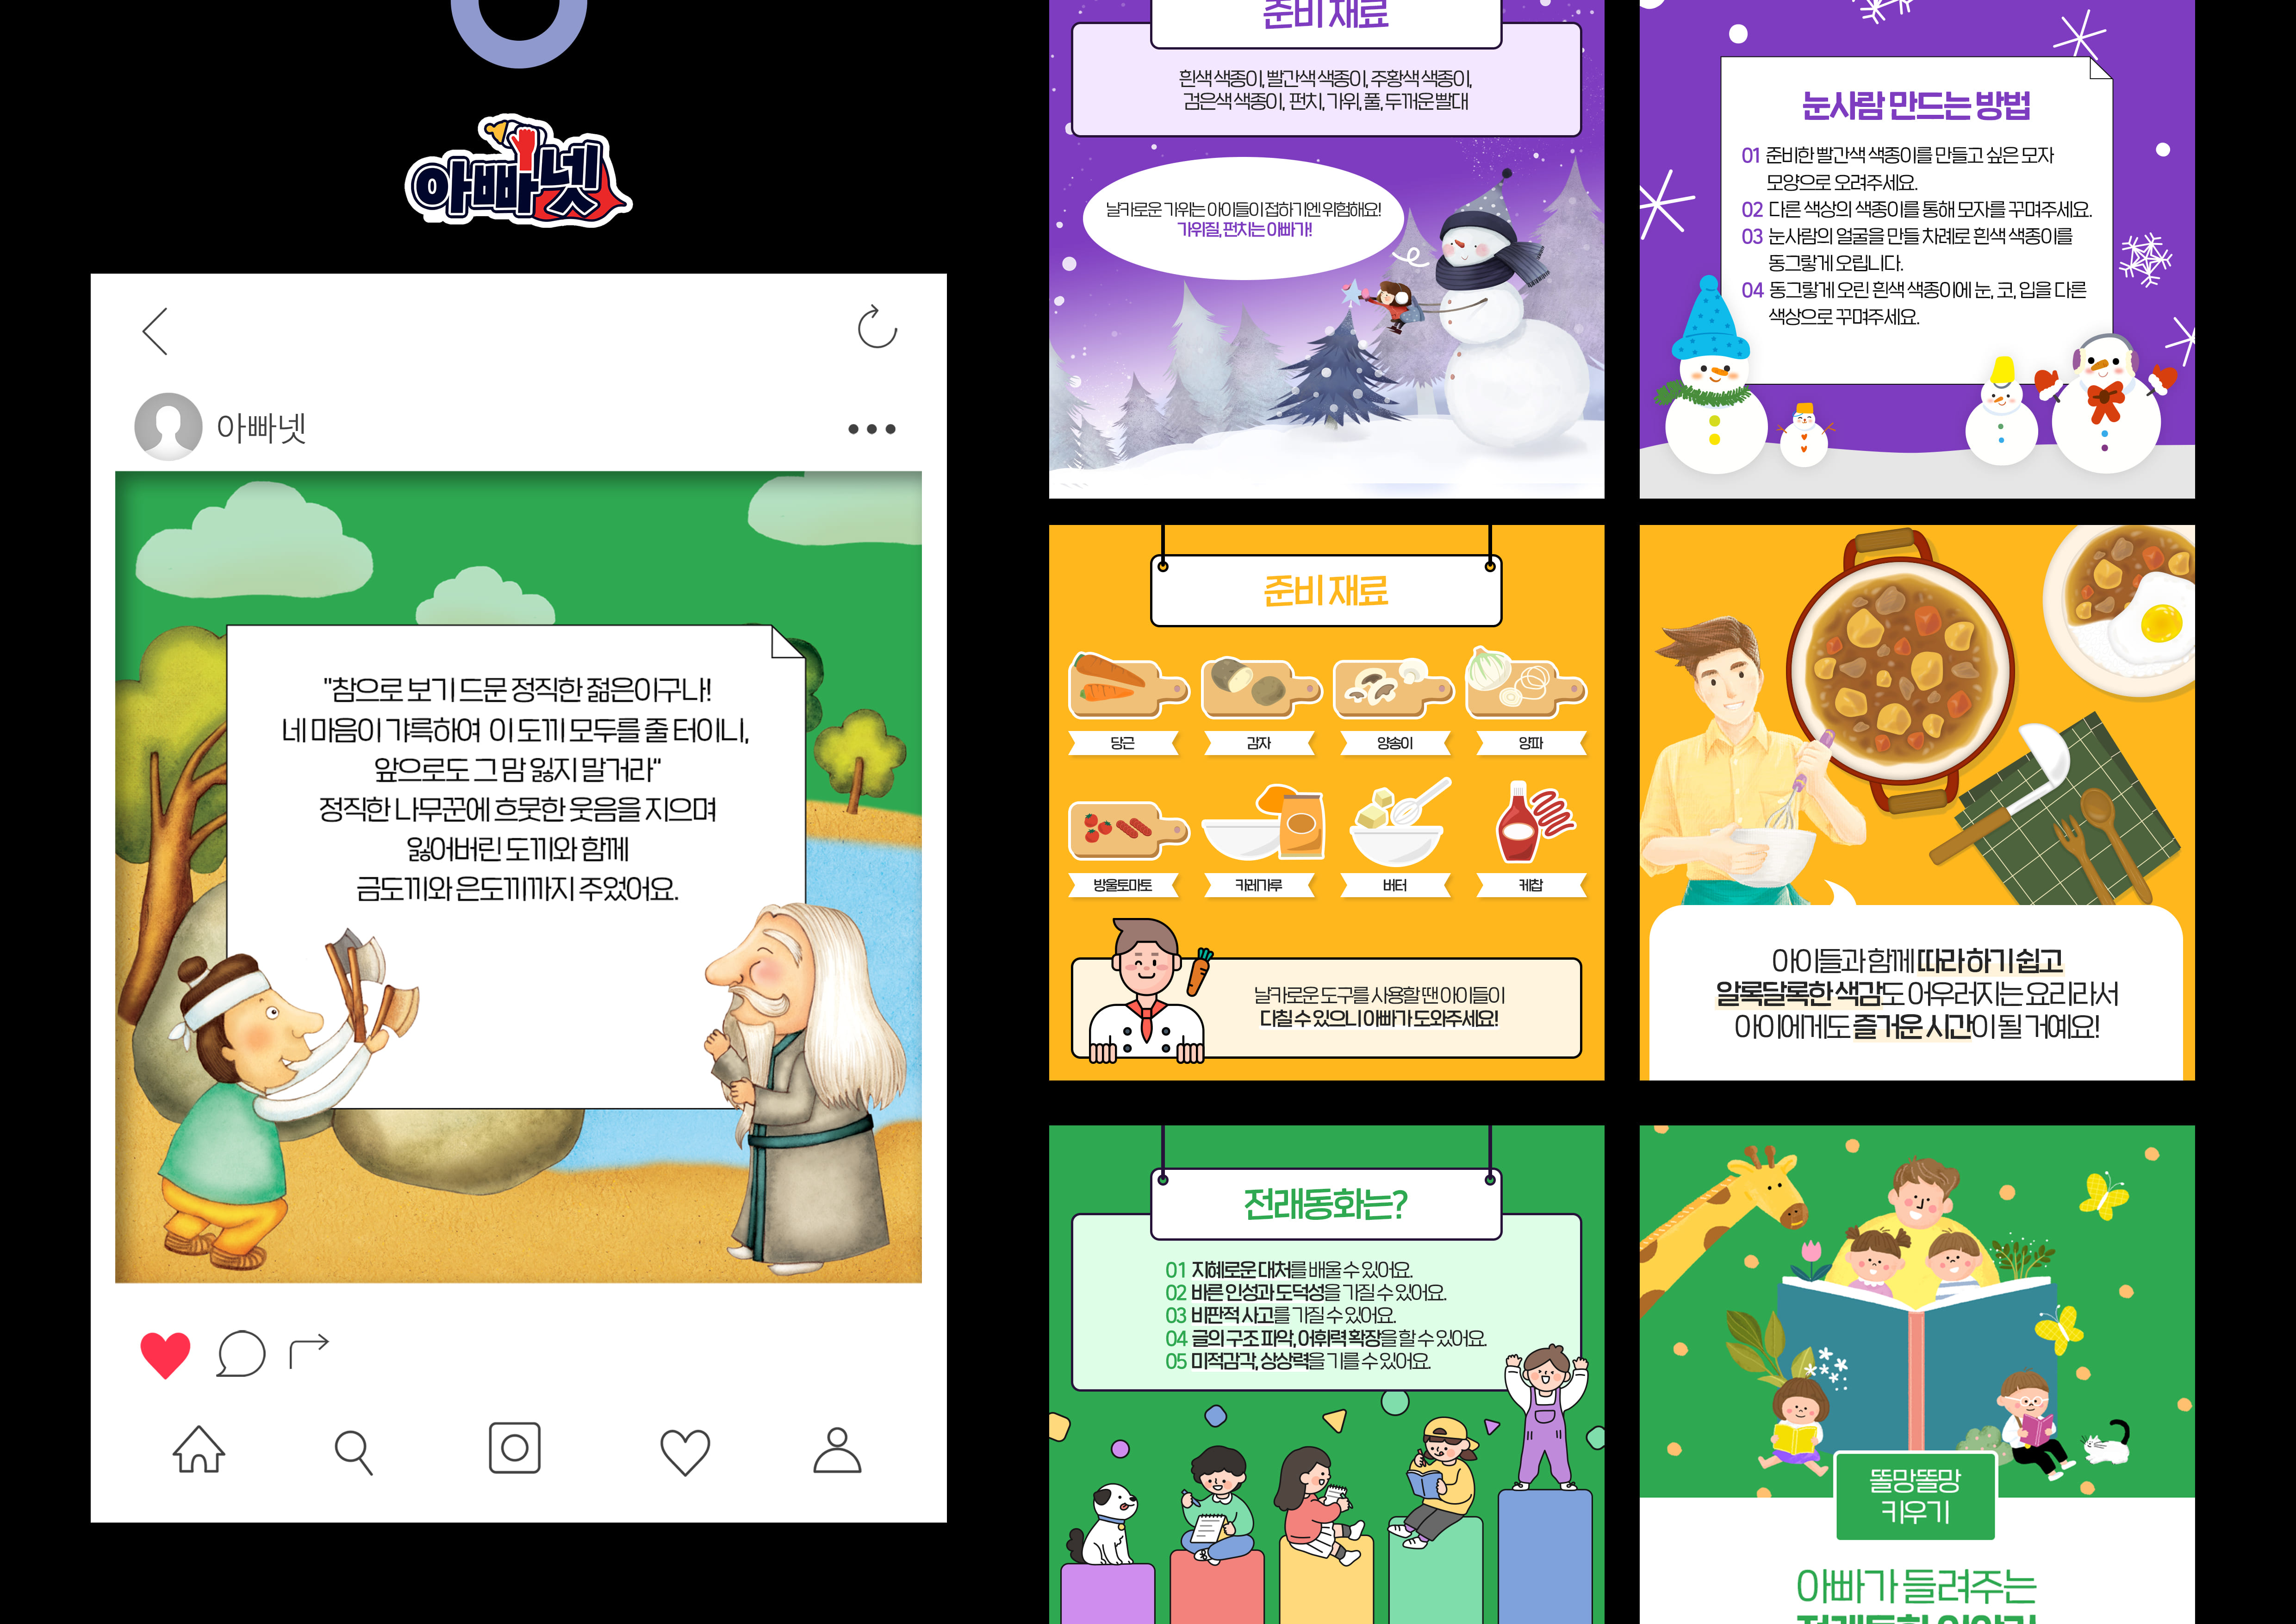 아빠넷
아빠넷
"참으로 보기 드문 정직한 젊은이구나!
네 마음이 갸륵하여 이 도끼 모두를 줄 터이니,
앞으로도 그 맘 잃지 말거라"
정직한 나무꾼에 흐뭇한 웃음을 지으며
잃어버린 도끼와 함께
금도끼와 은도끼까지 주었어요.
준비 재료
흰색 색종이, 빨간색 색종이, 주황색 색종이,
검은색 색종이, 펀치, 가위, 풀, 두꺼운 빨대
날카로운 가위는 아이들이 접하기엔 위험해요!
가위질, 펀치는 아빠가!
눈사람 만드는 방법
01 준비한 빨간색 색종이를 만들고 싶은 모자
모양으로 오려주세요.
02 다른 색상의 색종이를 통해 모자를 꾸며주세요.
03 눈사람의 얼굴을 만들 차례로 흰색 색종이를
동그랗게 오립니다.
04 동그랗게 오린 흰색 색종이에 눈, 코, 입을 다른
색상으로 꾸며주세요.
준비 재료
당근 감자 양송이 양파
방울토마토 카레가루 버터 케찹
날카로운 도구를 사용할 땐 아이들이
다칠 수 있으니 아빠가 도와주세요!
아이들과 함께 따라 하기 쉽고
알록달록한 색감도 어우러지는 요리라서
아이에게도 즐거운 시간이 될 거예요!
전래동화는?
01 지혜로운 대처를 배울 수 있어요.
02 바른 인성과 도덕성을 가질 수 있어요.
03 비판적 사고를 가질 수 있어요.
04 글의 구조 파악, 어휘력 확장을 할 수 있어요.
05 미적감각, 상상력을 기를 수 있어요.
똘망똘망
키우기
아빠가 들려주는